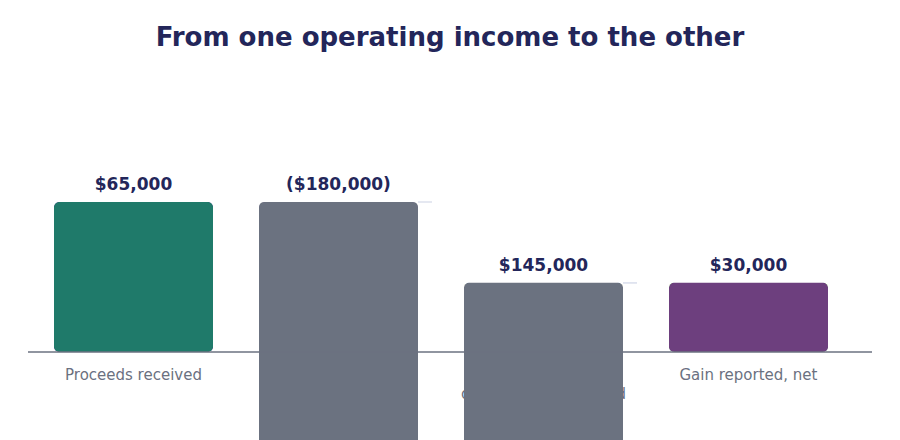 From one operating income to the other
$65,000
($180,000)
$145,000
$30,000
Proceeds received
Gain reported, net